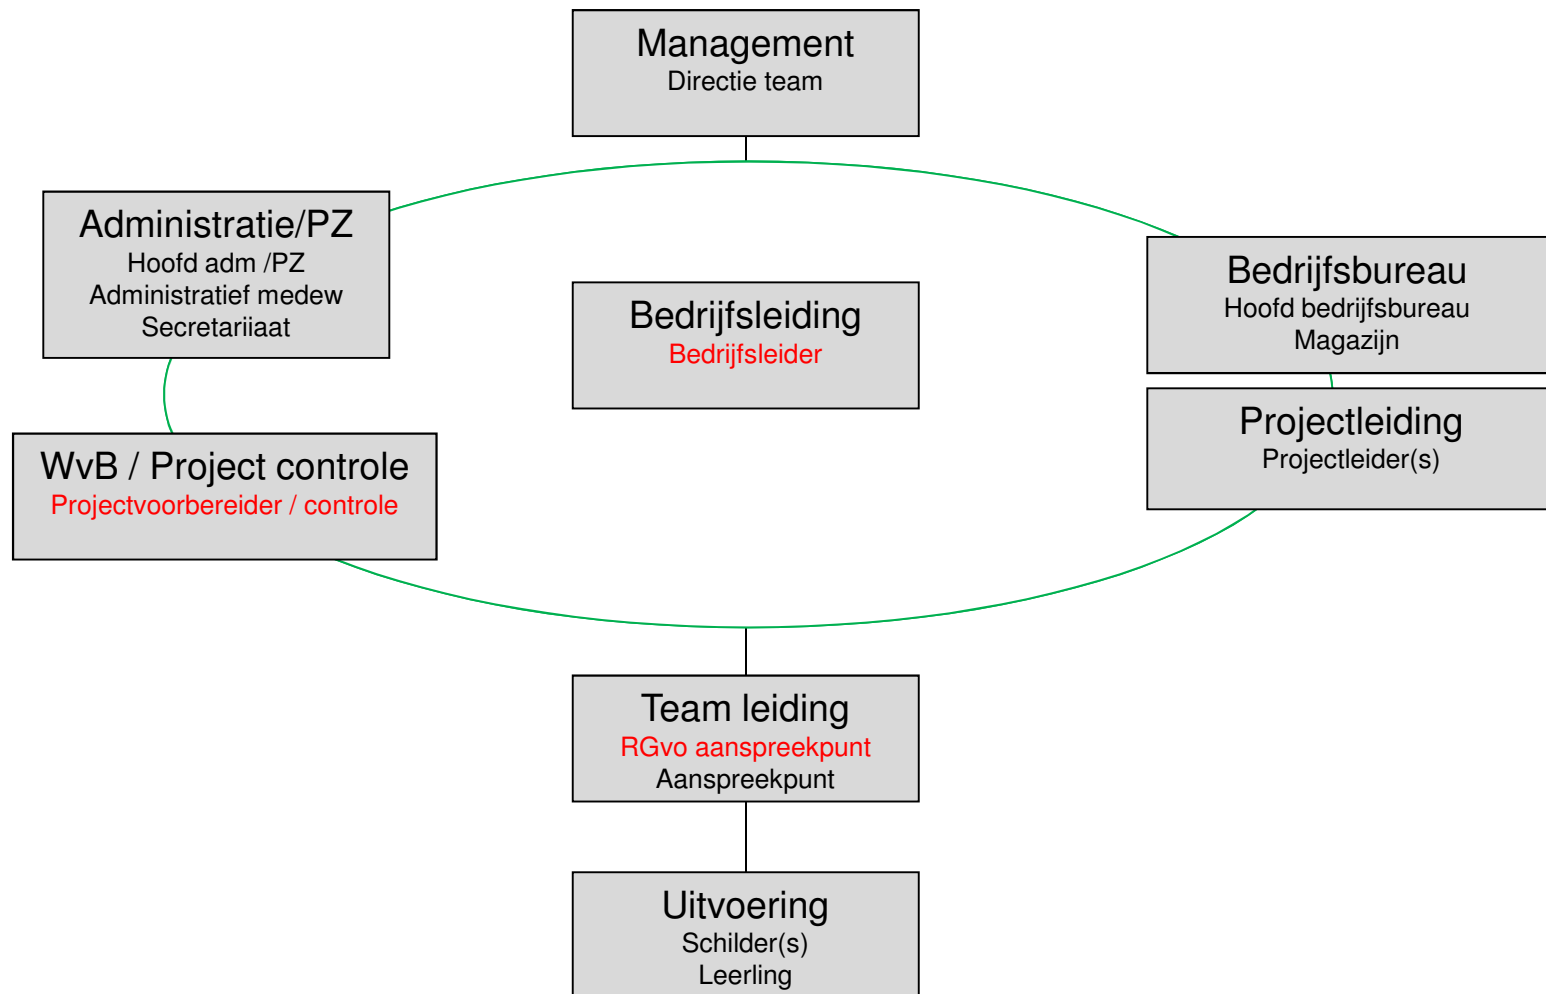 Management
Directie team
Administratie/PZ
Hoofd adm /PZ
Administratief medew
Secretariiaat
Bedrijfsbureau
Hoofd bedrijfsbureau
Magazijn
Bedrijfsleiding
Bedrijfsleider
Projectleiding
Projectleider(s)
WvB / Project controle
Projectvoorbereider / controle
Team leiding
RGvo aanspreekpunt
Aanspreekpunt
Uitvoering
Schilder(s)
Leerling